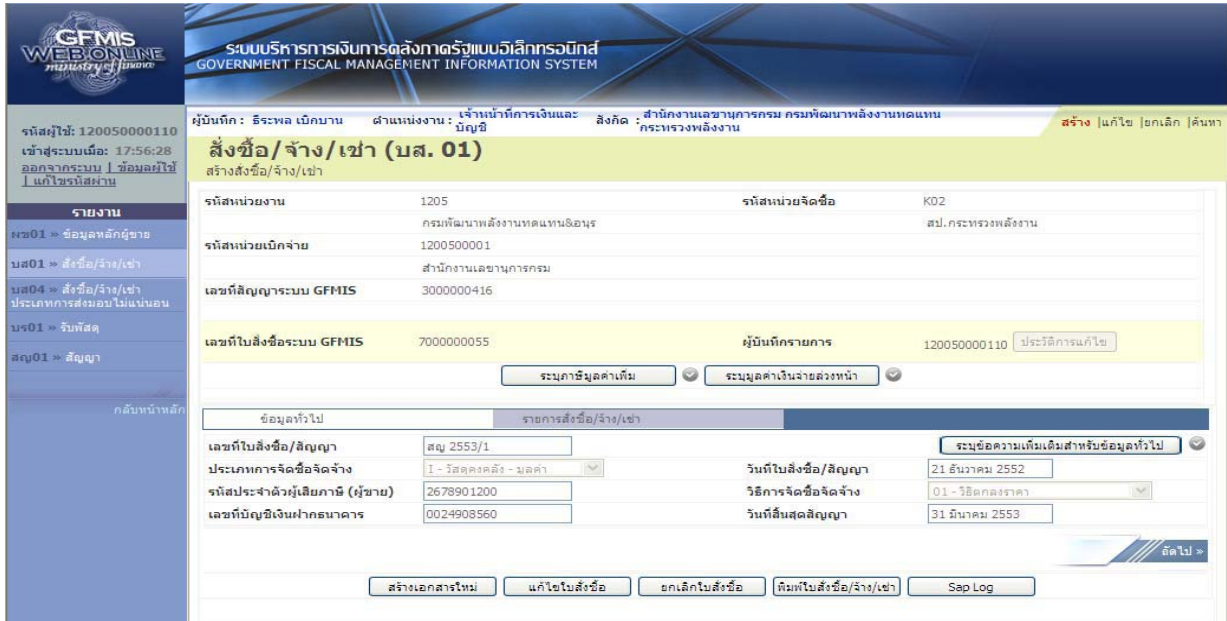 GFMIS
WEB ONLINE
ministry of finance
ระบบบริหารการเงินการคลังภาครัฐแบบอิเล็กทรอนิกส์
GOVERNMENT FISCAL MANAGEMENT INFORMATION SYSTEM
รหัสผู้ใช้: 120050000110
เข้าสู่ระบบเมื่อ: 17:56:28
ออกจากระบบ | ข้อมูลผู้ใช้
| แก้ไขรหัสผ่าน
ผู้บันทึก : ธีระพล เบิกบาน ตำแหน่งงาน : เจ้าหน้าที่การเงินและบัญชี สังกัด : สำนักงานเลขานุการกรม กรมพัฒนาพลังงานทดแทน
กระทรวงพลังงาน
สร้าง |แก้ไข |ยกเลิก |ค้นหา
สั่งซื้อ/จ้าง/เช่า (บส. 01)
สร้างสั่งซื้อ/จ้าง/เช่า
รายงาน
ผข01 » ข้อมูลหลักผู้ขาย
บส01 » สั่งซื้อ/จ้าง/เช่า
บส04 » สั่งซื้อ/จ้าง/เช่า
ประเภทการส่งมอบไม่แน่นอน
บร01 » รับพัสดุ
สญ01 » สัญญา
กลับหน้าหลัก
รหัสหน่วยงาน 1205 รหัสหน่วยจัดซื้อ K02
กรมพัฒนาพลังงานทดแทน&อนุร สป.กระทรวงพลังงาน
รหัสหน่วยเบิกจ่าย 1200500001
สำนักงานเลขานุการกรม
เลขที่สัญญาระบบ GFMIS 3000000416
เลขที่ใบสั่งซื้อระบบ GFMIS 7000000055 ผู้บันทึกรายการ 120050000110 ประวัติการแก้ไข
ระบุภาษีมูลค่าเพิ่ม ระบุมูลค่าเงินจ่ายล่วงหน้า
ข้อมูลทั่วไป รายการสั่งซื้อ/จ้าง/เช่า
เลขที่ใบสั่งซื้อ/สัญญา สญ 2553/1 ระบุข้อความเพิ่มเติมสำหรับข้อมูลทั่วไป
ประเภทการจัดซื้อจัดจ้าง I - วัสดุคงคลัง - มูลค่า วันที่ใบสั่งซื้อ/สัญญา 21 ธันวาคม 2552
รหัสประจำตัวผู้เสียภาษี (ผู้ขาย) 2678901200 วิธีการจัดซื้อจัดจ้าง 01 - วิธีตกลงราคา
เลขที่บัญชีเงินฝากธนาคาร 0024908560 วันที่สิ้นสุดสัญญา 31 มีนาคม 2553
ถัดไป »
สร้างเอกสารใหม่ แก้ไขใบสั่งซื้อ ยกเลิกใบสั่งซื้อ พิมพ์ใบสั่งซื้อ/จ้าง/เช่า Sap Log